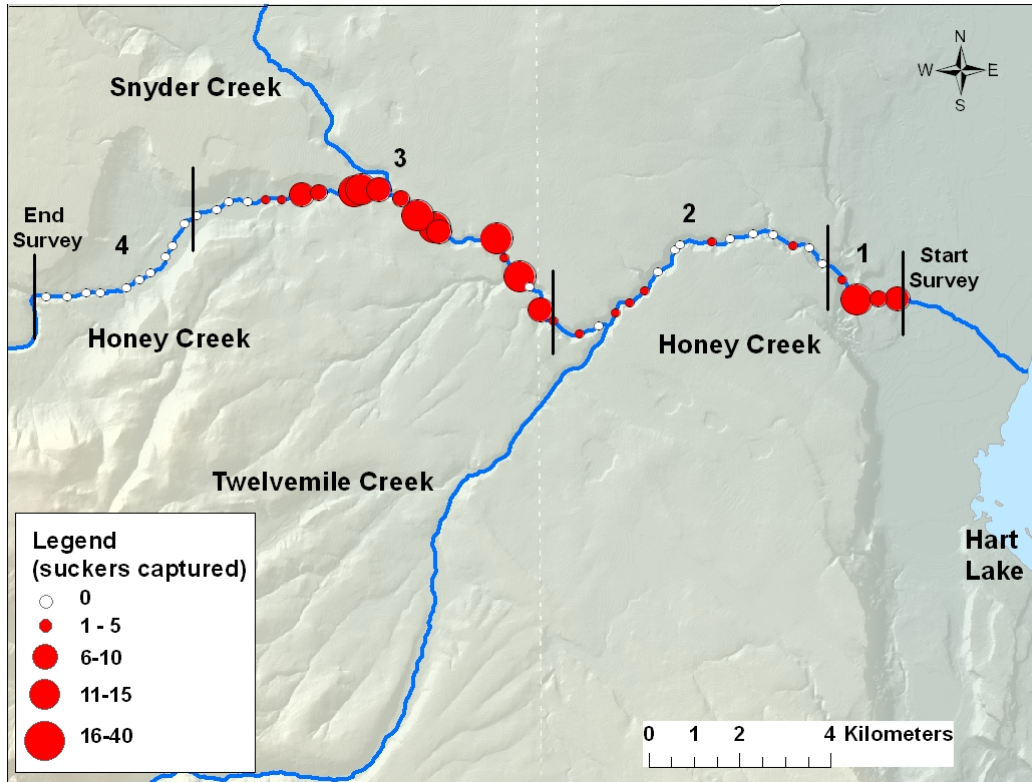 N
W E
S
Snyder Creek
3
2
End
Survey
4
1
Start
Survey
Honey Creek
Honey Creek
Twelvemile Creek
Hart
Lake
Legend
(suckers captured)
0
1 - 5
6-10
11-15
16-40
0 1 2 4 Kilometers